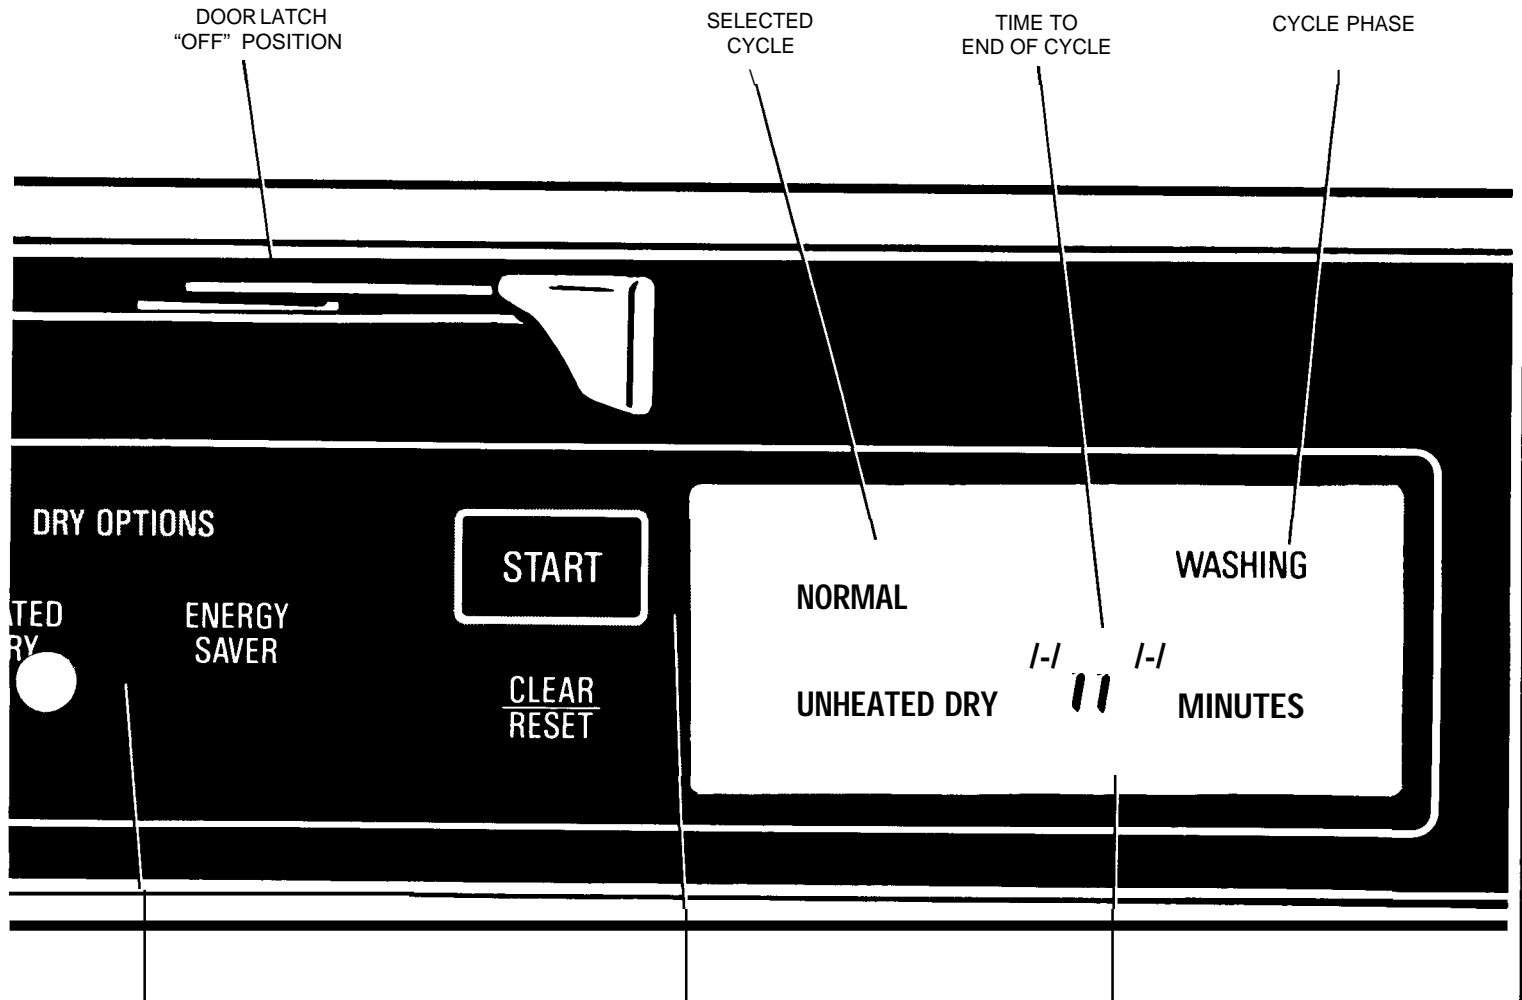 DOOR LATCH
“OFF” POSITION
SELECTED
CYCLE
TIME TO
END OF CYCLE
CYCLE PHASE
DRY OPTIONS
ENERGY
SAVER
START
CLEAR
RESET
NORMAL
UNHEATED DRY
WASHING
MINUTES